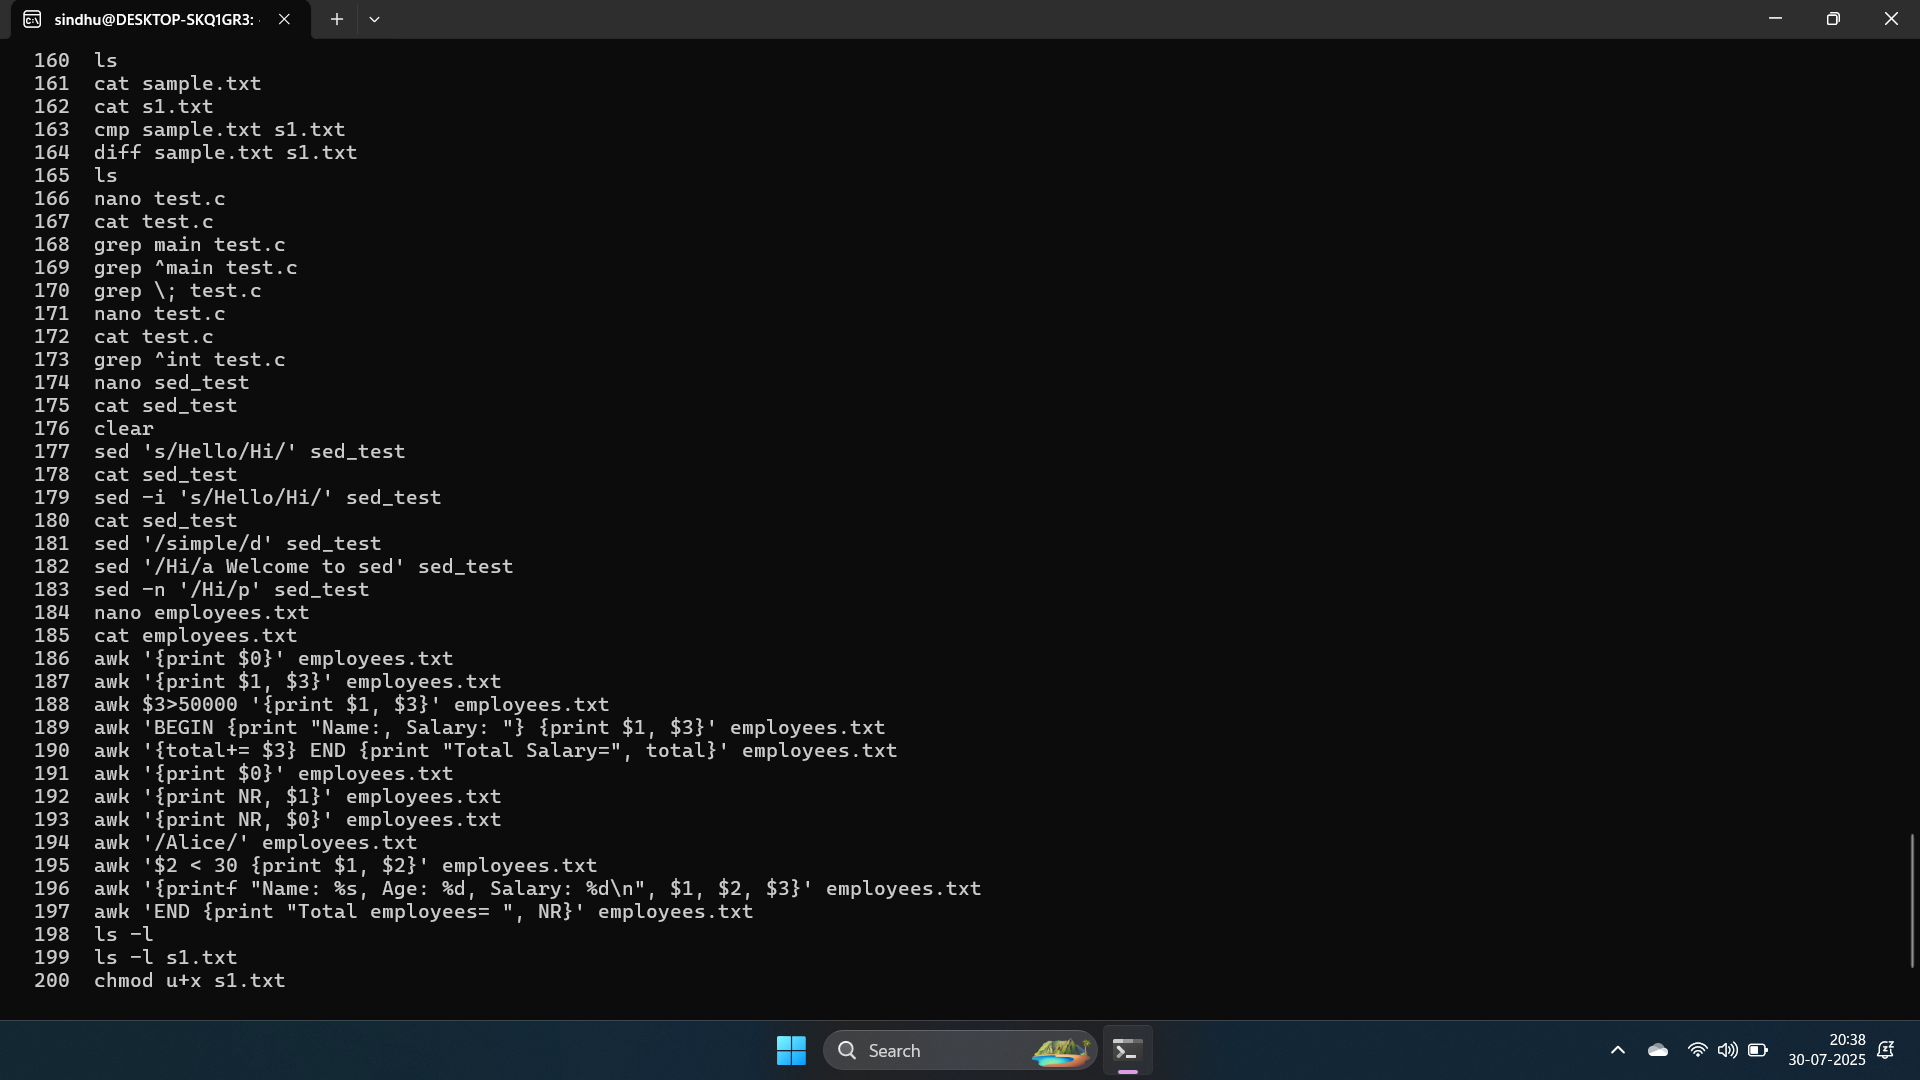 sindhu@DESKTOP-SKQ1GR3:
160 ls
161 cat sample.txt
162 cat s1.txt
163 cmp sample.txt s1.txt
164 diff sample.txt s1.txt
165 ls
166 nano test.c
167 cat test.c
168 grep main test.c
169 grep ^main test.c
170 grep \; test.c
171 nano test.c
172 cat test.c
173 grep ^int test.c
174 nano sed_test
175 cat sed_test
176 clear
177 sed 's/Hello/Hi/' sed_test
178 cat sed_test
179 sed -i 's/Hello/Hi/' sed_test
180 cat sed_test
181 sed '/simple/d' sed_test
182 sed '/Hi/a Welcome to sed' sed_test
183 sed -n '/Hi/p' sed_test
184 nano employees.txt
185 cat employees.txt
186 awk '{print $0}' employees.txt
187 awk '{print $1, $3}' employees.txt
188 awk $3>50000 '{print $1, $3}' employees.txt
189 awk 'BEGIN {print "Name:, Salary: "} {print $1, $3}' employees.txt
190 awk '{total+= $3} END {print "Total Salary=", total}' employees.txt
191 awk '{print $0}' employees.txt
192 awk '{print NR, $1}' employees.txt
193 awk '{print NR, $0}' employees.txt
194 awk '/Alice/' employees.txt
195 awk '$2 < 30 {print $1, $2}' employees.txt
196 awk '{printf "Name: %s, Age: %d, Salary: %d\n", $1, $2, $3}' employees.txt
197 awk 'END {print "Total employees= ", NR}' employees.txt
198 ls -l
199 ls -l s1.txt
200 chmod u+x s1.txt
Search
20:38
30-07-2025